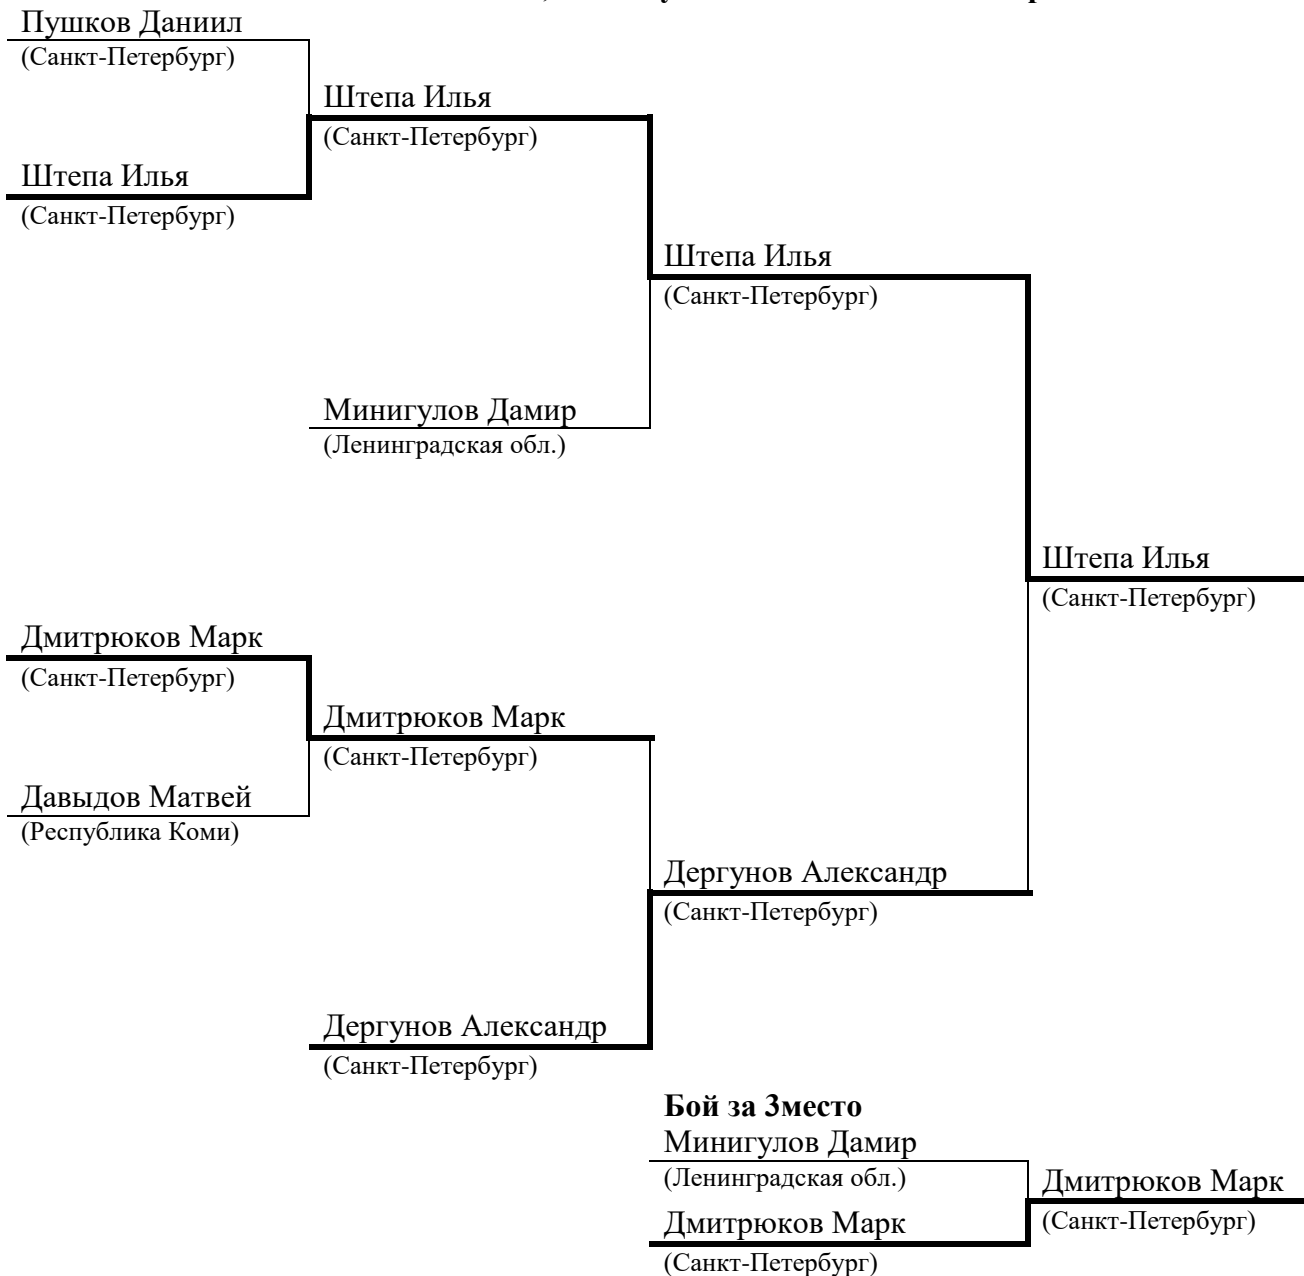 Пушков Даниил
(Санкт-Петербург)
Штепа Илья
(Санкт-Петербург)
Штепа Илья
(Санкт-Петербург)
Штепа Илья
(Санкт-Петербург)
Минигулов Дамир
(Ленинградская обл.)
Штепа Илья
(Санкт-Петербург)
Дмитрюков Марк
(Санкт-Петербург)
Дмитрюков Марк
(Санкт-Петербург)
Давыдов Матвей
(Республика Коми)
Дергунов Александр
(Санкт-Петербург)
Дергунов Александр
(Санкт-Петербург)
Бой за 3место
Минигулов Дамир
(Ленинградская обл.)
Дмитрюков Марк
(Санкт-Петербург)
Дмитрюков Марк
(Санкт-Петербург)